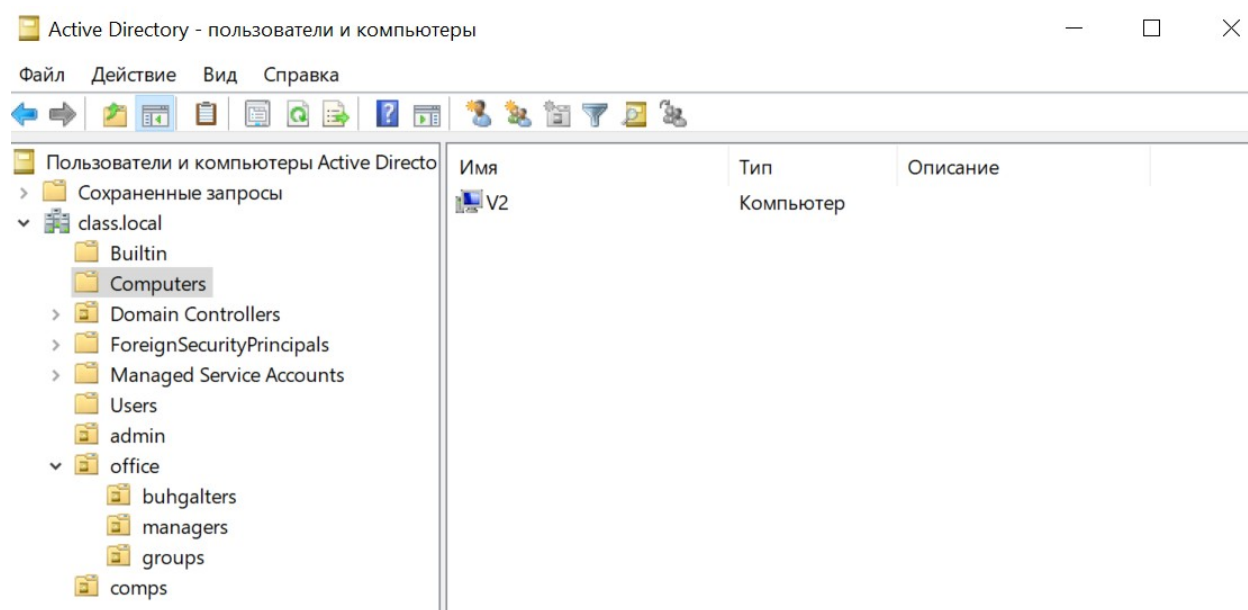 Active Directory - пользователи и компьютеры
Файл Действие Вид Справка
Пользователи и компьютеры Active Directo
Сохраненные запросы
class.local
Builtin
Computers
Domain Controllers
ForeignSecurityPrincipals
Managed Service Accounts
Users
admin
office
buhgalters
managers
groups
comps
Имя Тип Описание
V2 Компьютер